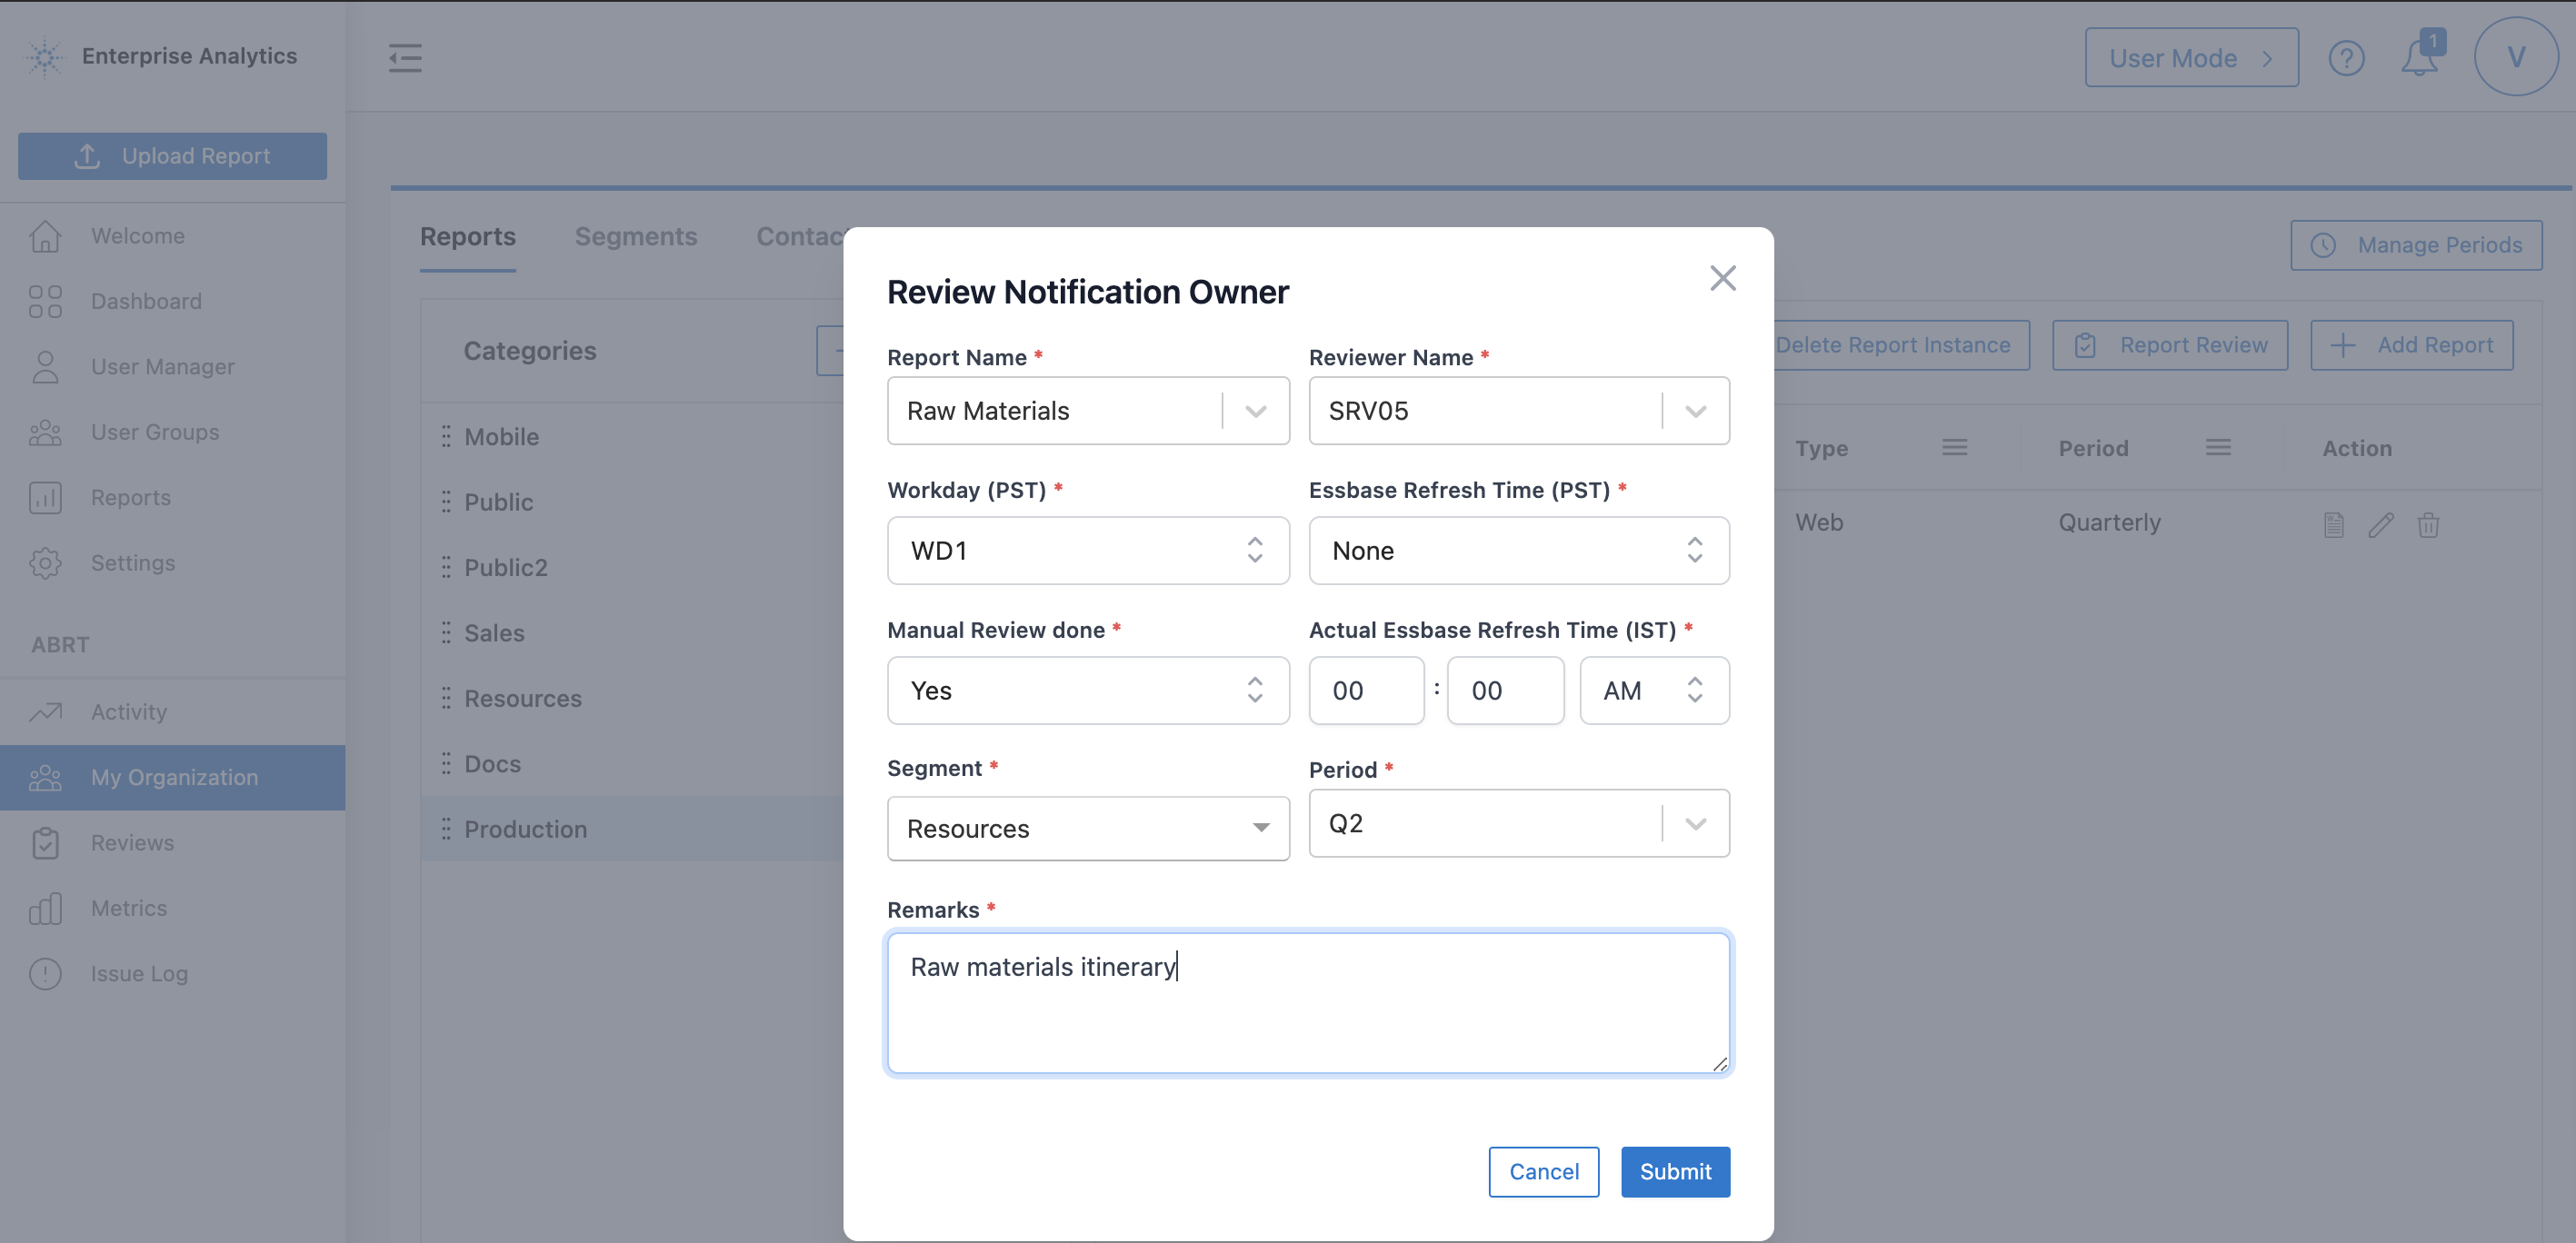 Enterprise Analytics
User Mode
1
V
Upload Report
Welcome
Dashboard
User Manager
User Groups
Reports
Settings
ABRT
Activity
My Organization
Reviews
Metrics
Issue Log
Reports Segments Contac
Manage Periods
Categories
Delete Report Instance
Report Review
Add Report
Mobile
Public
Public2
Sales
Resources
Docs
Production
Type Period Action
Web Quarterly
Review Notification Owner
Report Name * Reviewer Name *
Raw Materials SRV05
Workday (PST) * Essbase Refresh Time (PST) *
WD1 None
Manual Review done * Actual Essbase Refresh Time (IST) *
Yes 00 : 00 AM
Segment * Period *
Resources Q2
Remarks *
Raw materials itinerary
Cancel Submit